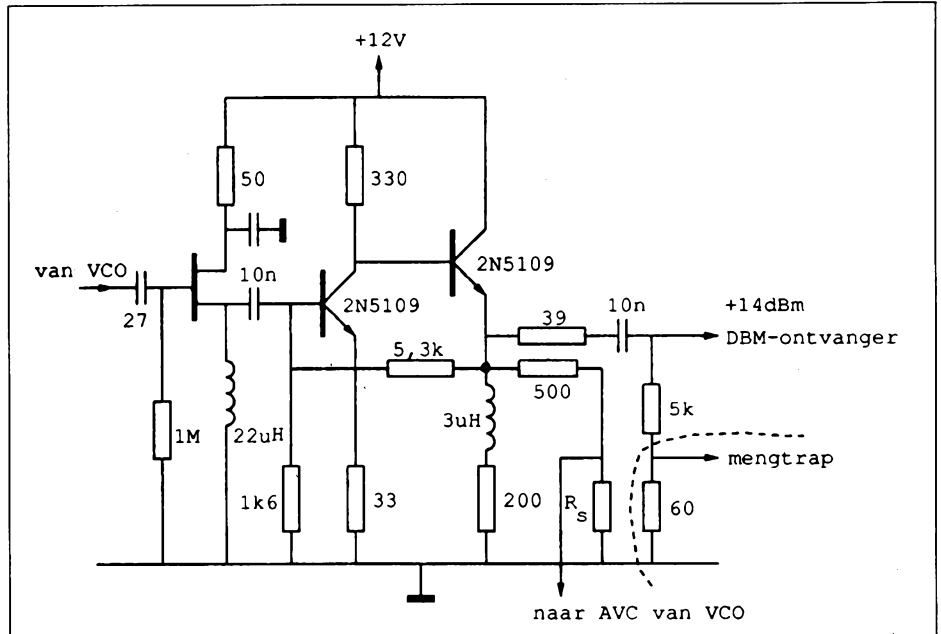 +12V
50
330
van VCO
10n
2N5109
27
2N5109
10n
+14dBm
39
DBM-ontvanger
5,3k
500
5k
1M
22uH
3uH
mengtrap
1k6
33
200
Rs
60
naar AVC van VCO